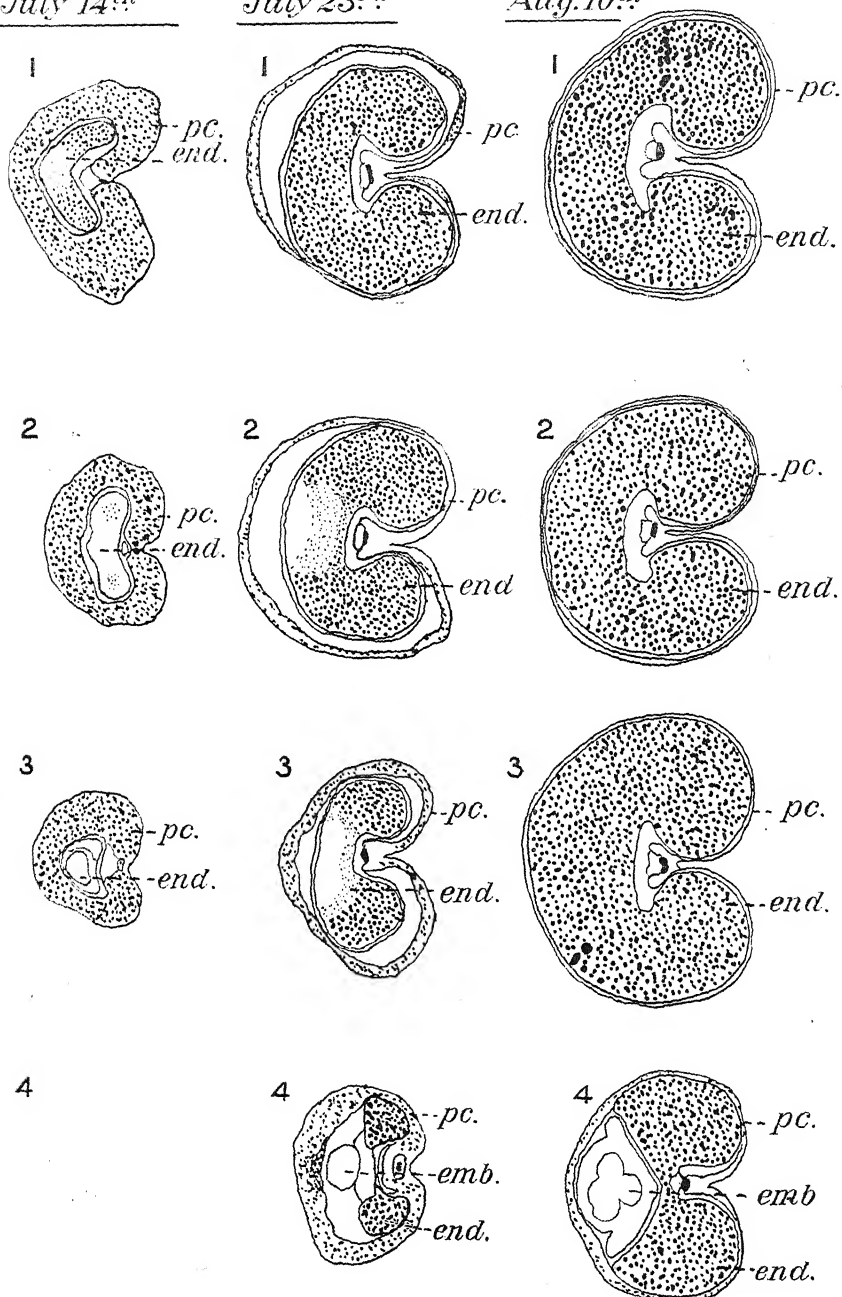 July 14th July 23rd Aug. 10th
1 1 1
pc. pc pc.
end. end. end.
2 2 2
pc. pc. pc.
end. end end.
3 3 3
pc. pc. pc.
end. end. end.
4 4 4
pc. pc.
emb. emb
end. end.